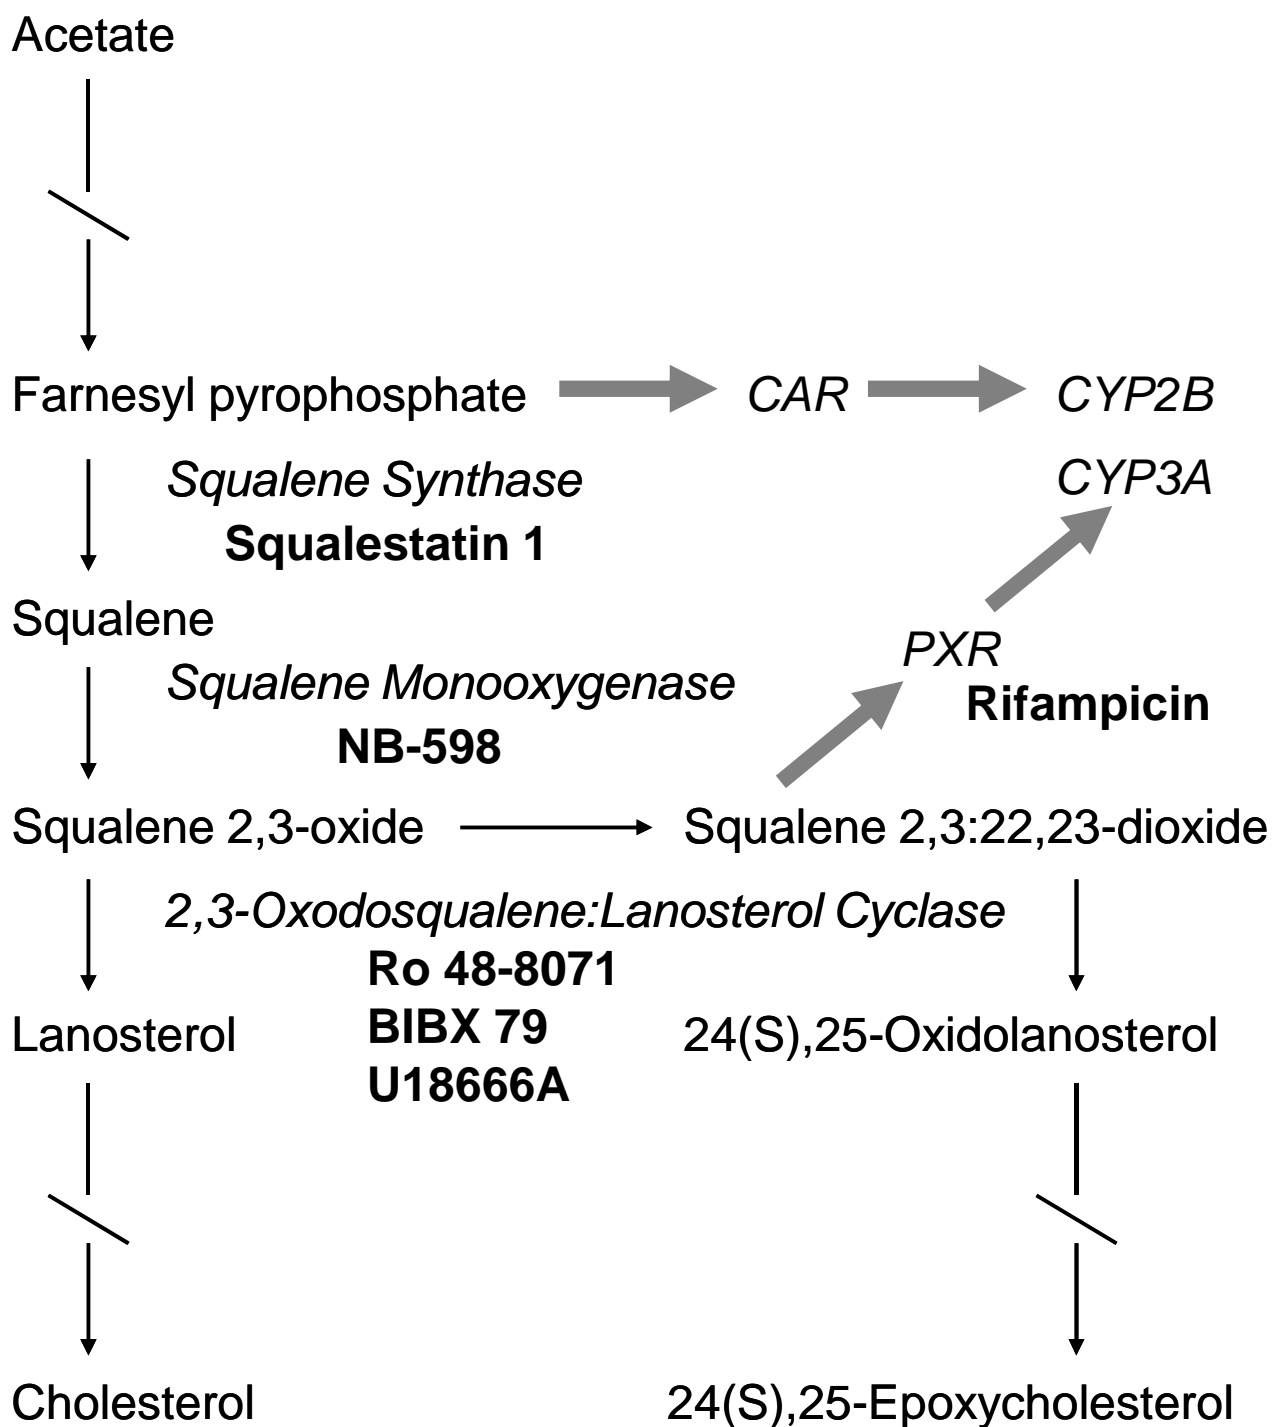 Acetate
Farnesyl pyrophosphate
CAR
CYP2B
Squalene Synthase
CYP3A
Squalestatin 1
Squalene
PXR
Squalene Monooxygenase
Rifampicin
NB-598
Squalene 2,3-oxide
Squalene 2,3:22,23-dioxide
2,3-Oxodosqualene:Lanosterol Cyclase
Ro 48-8071
BIBX 79
U18666A
Lanosterol
24(S),25-Oxidolanosterol
Cholesterol
24(S),25-Epoxycholesterol